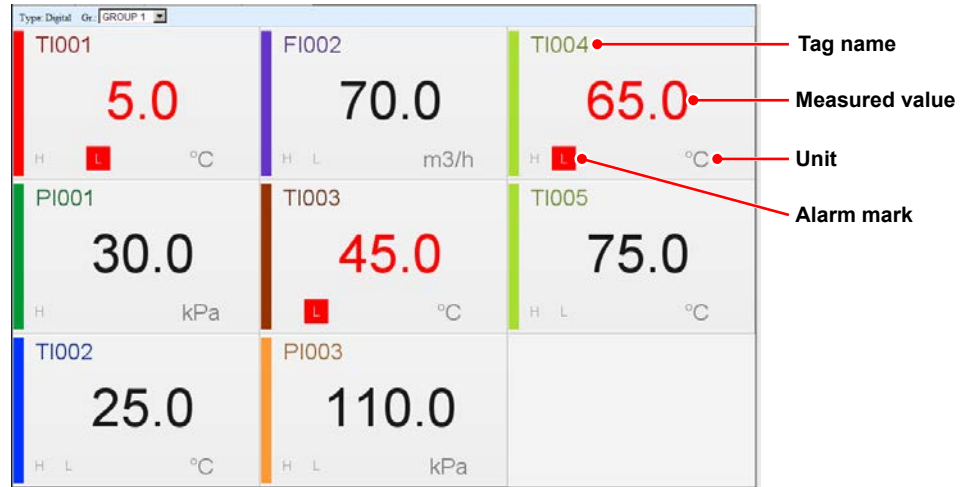 Type: Digital Gr.: GROUP 1
TI001 FI002 TI004 Tag name
5.0 70.0 65.0 Measured value
H L °C H L m3/h H L °C Unit
PI001 TI003 TI005 Alarm mark
30.0 45.0 75.0
H kPa L °C H L °C
TI002 PI003
25.0 110.0
H L °C H L kPa